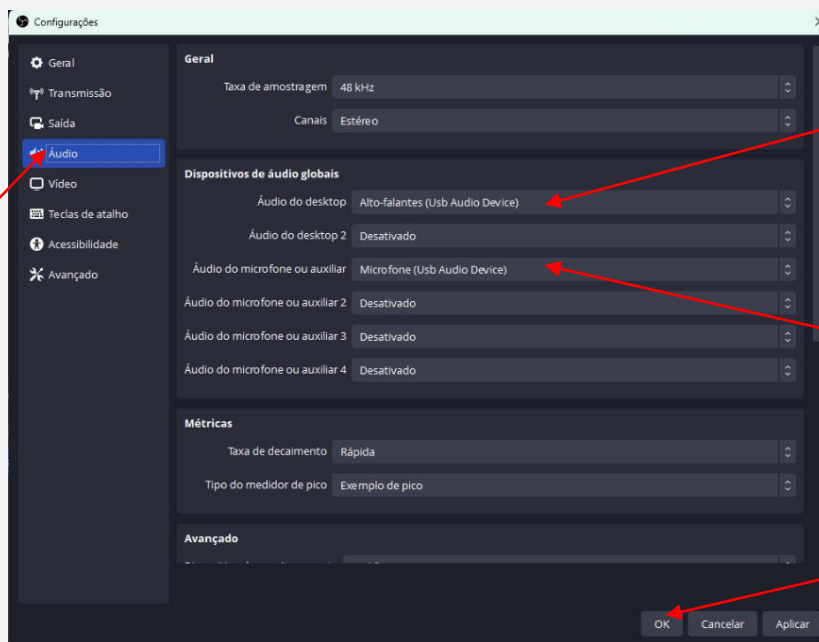 Configurações
Geral
Transmissão
Saída
Áudio
Vídeo
Teclas de atalho
Acessibilidade
Avançado
Geral
Taxa de amostragem 48 kHz
Canais Estéreo
Dispositivos de áudio globais
Áudio do desktop Alto-falantes (Usb Audio Device)
Áudio do desktop 2 Desativado
Áudio do microfone ou auxiliar Microfone (Usb Audio Device)
Áudio do microfone ou auxiliar 2 Desativado
Áudio do microfone ou auxiliar 3 Desativado
Áudio do microfone ou auxiliar 4 Desativado
Métricas
Taxa de decaimento Rápida
Tipo do medidor de pico Exemplo de pico
Avançado
OK Cancelar Aplicar